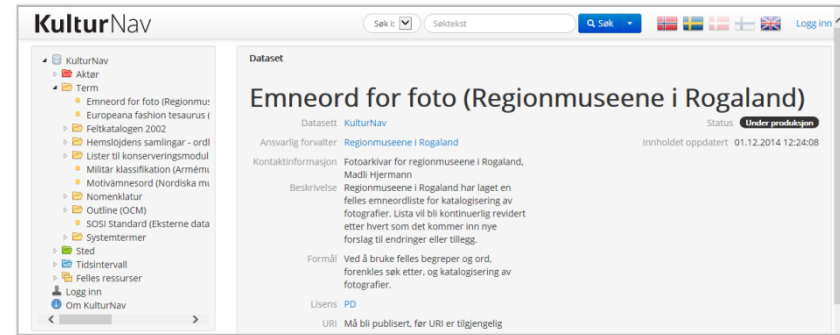 KulturNav
Søk i:
Søktekst
Søk
Logg inn
KulturNav
Aktør
Term
Emneord for foto (Regionmus
Europeana fashion tesaurus (
Feltkatalogen 2002
Hemslöjdens samlingar - ordl
Lister til konserveringsmodul
Militär klassifikation (Armému
Motivämnesord (Nordiska mu
Nomenklatur
Outline (OCM)
SOSI Standard (Eksterne data
Systemtermer
Sted
Tidsintervall
Felles ressurser
Logg inn
Om KulturNav
Dataset
Emneord for foto (Regionmuseene i Rogaland)
Datasett KulturNav
Status Under produksjon
Ansvarlig forvalter Regionmuseene i Rogaland
Innholdet oppdatert 01.12.2014 12:24:08
Kontaktinformasjon Fotoarkivar for regionmuseene i Rogaland,
Madli Hjermann
Beskrivelse Regionmuseene i Rogaland har laget en
felles emneordliste for katalogisering av
fotografier. Lista vil bli kontinuerlig revidert
etter hvert som det kommer inn nye
forslag til endringer eller tillegg.
Formål Ved å bruke felles begreper og ord,
forenkles søk etter, og katalogisering av
fotografier.
Lisens PD
URI Må bli publisert, før URI er tilgjengelig